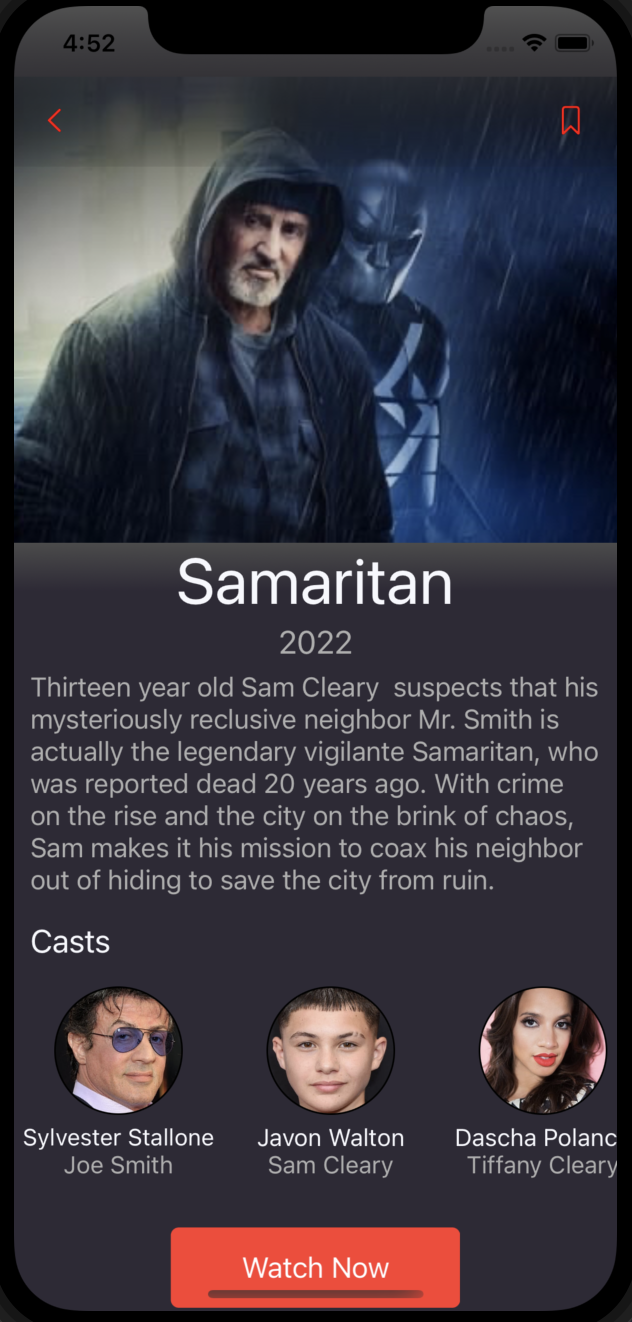 4:52
Samaritan
2022
Thirteen year old Sam Cleary  suspects that his
mysteriously reclusive neighbor Mr. Smith is
actually the legendary vigilante Samaritan, who
was reported dead 20 years ago. With crime
on the rise and the city on the brink of chaos,
Sam makes it his mission to coax his neighbor
out of hiding to save the city from ruin.
Casts
Sylvester Stallone Javon Walton Dascha Polanc
Joe Smith Sam Cleary Tiffany Cleary
Watch Now